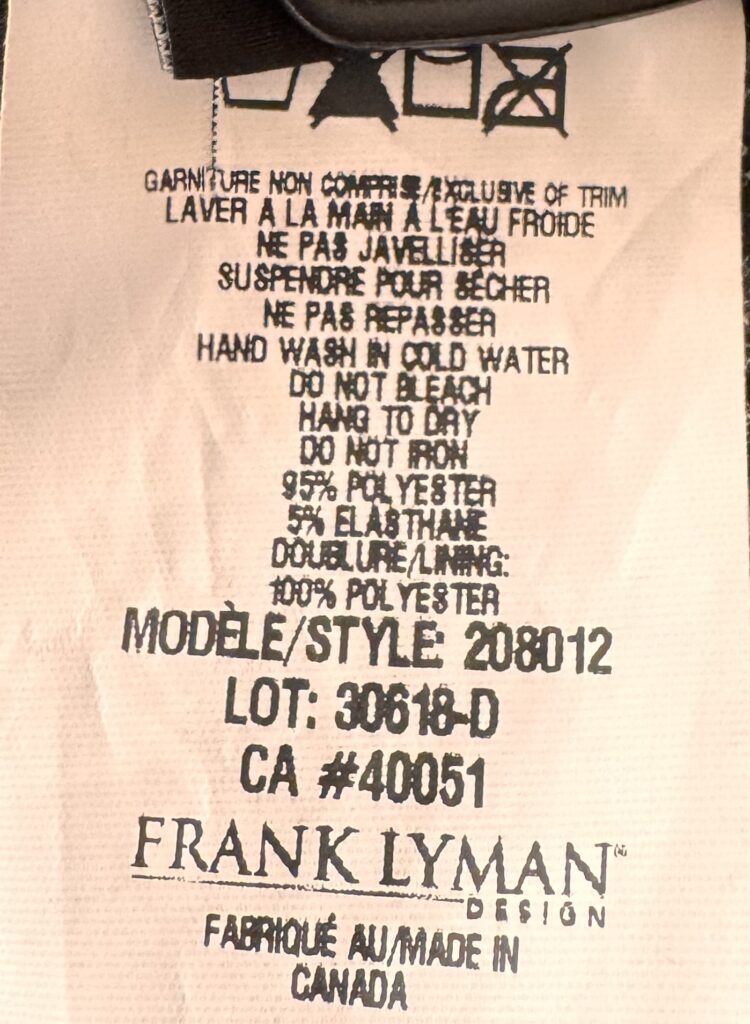 GARNITURE NON COMPRISE/EXCLUSIVE OF TRIM
LAVER A LA MAIN A L'EAU FROIDE
NE PAS JAVELLISER
SUSPENDRE POUR SÉCHER
NE PAS REPASSER
HAND WASH IN COLD WATER
DO NOT BLEACH
HANG TO DRY
DO NOT IRON
95% POLYESTER
5% ELASTHANE
DOUBLURE/LINING:
100% POLYESTER
MODÈLE/STYLE: 208012
LOT: 30618-D
CA #40051
FRANK LYMAN™
DESIGN
FABRIQUÉ AU/MADE IN
CANADA